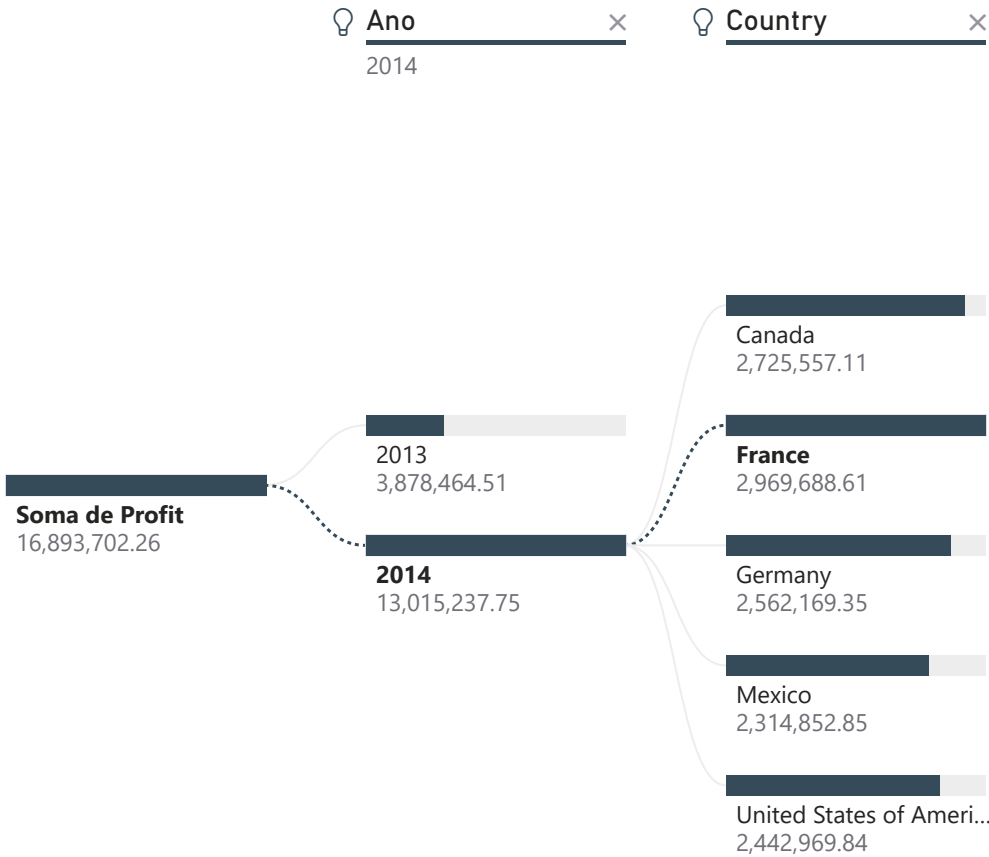 Ano
Country
2014
Canada
2,725,557.11
2013
3,878,464.51
France
2,969,688.61
Soma de Profit
16,893,702.26
2014
13,015,237.75
Germany
2,562,169.35
Mexico
2,314,852.85
United States of Ameri...
2,442,969.84